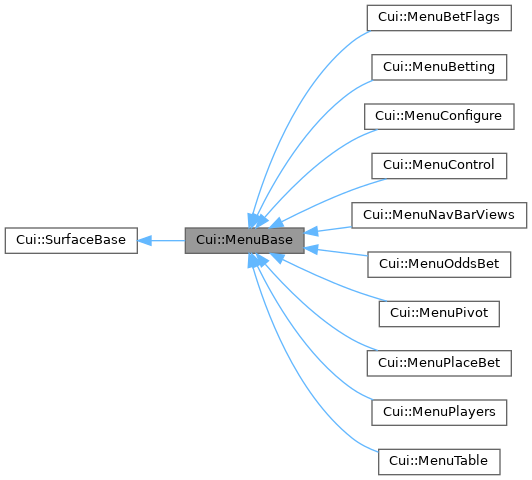 Cui::MenuBetFlags
Cui::MenuBetting
Cui::MenuConfigure
Cui::MenuControl
Cui::MenuNavBarViews
Cui::SurfaceBase
Cui::MenuBase
Cui::MenuOddsBet
Cui::MenuPivot
Cui::MenuPlaceBet
Cui::MenuPlayers
Cui::MenuTable